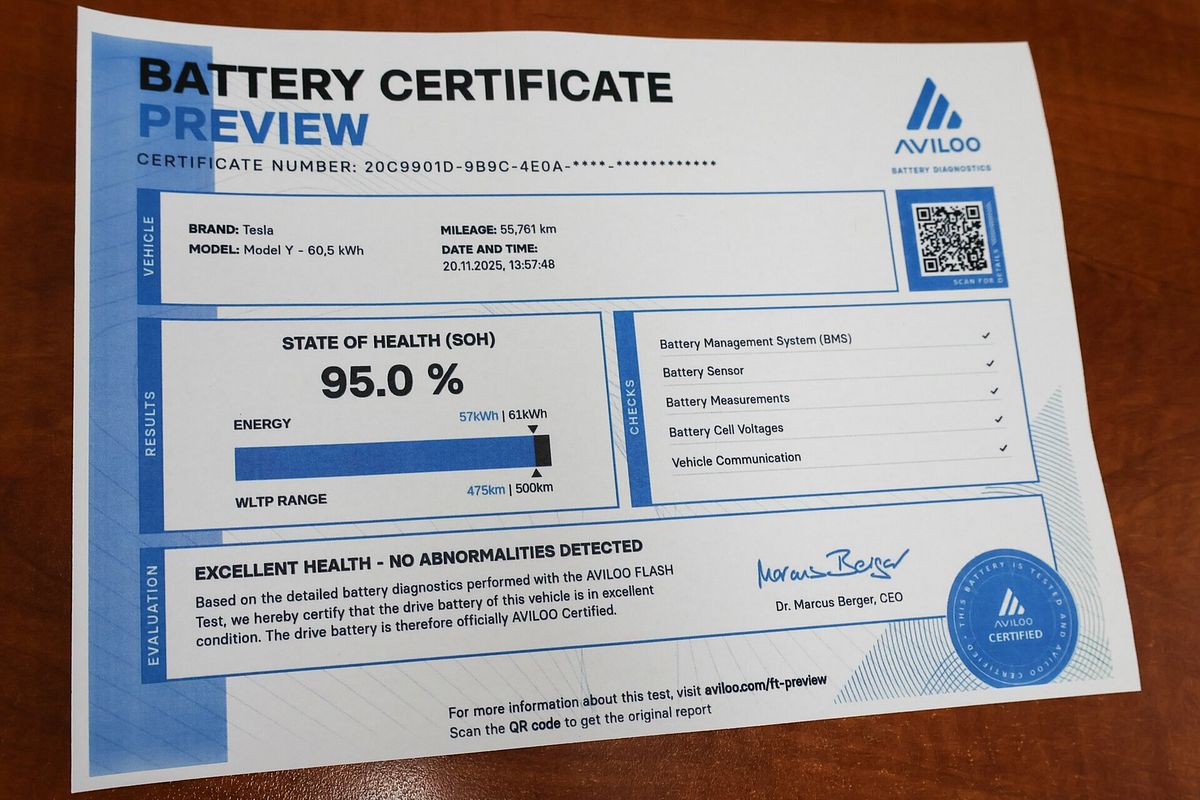 BATTERY CERTIFICATE
PREVIEW
CERTIFICATE NUMBER: 20C9901D-9B9C-4E0A-****-************
AVILOO
BATTERY DIAGNOSTICS
VEHICLE
BRAND: Tesla
MODEL: Model Y - 60,5 kWh
MILEAGE: 55,761 km
DATE AND TIME:
20.11.2025, 13:57:48
SCAN FOR DETAILS
RESULTS
STATE OF HEALTH (SOH)
95.0 %
ENERGY
57kWh | 61kWh
WLTP RANGE
475km | 500km
CHECKS
Battery Management System (BMS) ✓
Battery Sensor ✓
Battery Measurements ✓
Battery Cell Voltages ✓
Vehicle Communication ✓
EVALUATION
EXCELLENT HEALTH - NO ABNORMALITIES DETECTED
Based on the detailed battery diagnostics performed with the AVILOO FLASH
Test, we hereby certify that the drive battery of this vehicle is in excellent
condition. The drive battery is therefore officially AVILOO Certified.
Marcus Berger
Dr. Marcus Berger, CEO
THIS BATTERY IS TESTED AND AVILOO CERTIFIED
AVILOO
CERTIFIED
For more information about this test, visit aviloo.com/ft-preview
Scan the QR code to get the original report